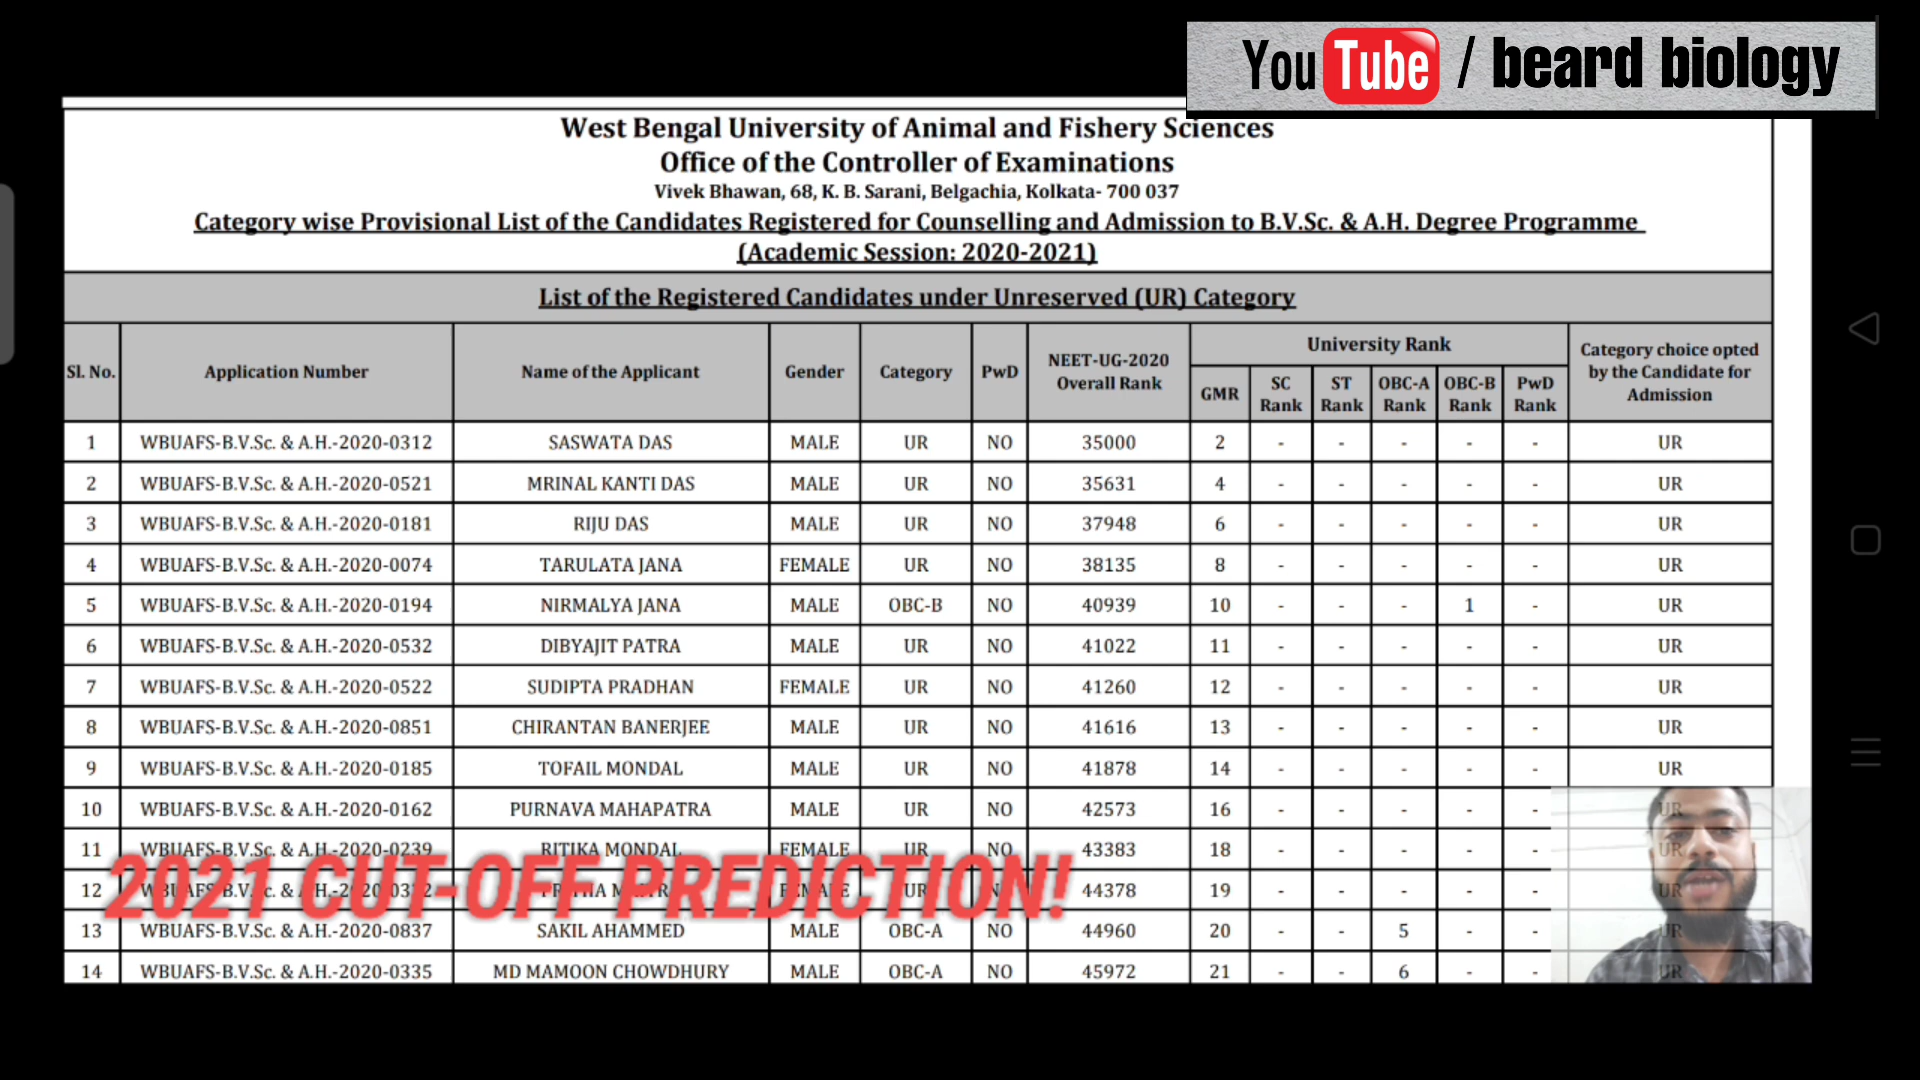 YouTube / beard biology
West Bengal University of Animal and Fishery Sciences
Office of the Controller of Examinations
Vivek Bhawan, 68, K. B. Sarani, Belgachia, Kolkata- 700 037
Category wise Provisional List of the Candidates Registered for Counselling and Admission to B.V.Sc. & A.H. Degree Programme
(Academic Session: 2020-2021)
List of the Registered Candidates under Unreserved (UR) Category
Sl. No. Application Number Name of the Applicant Gender Category PwD NEET-UG-2020 Overall Rank University Rank Category choice opted by the Candidate for Admission
GMR SC Rank ST Rank OBC-A Rank OBC-B Rank PwD Rank
1 WBUAFS-B.V.Sc. & A.H.-2020-0312 SASWATA DAS MALE UR NO 35000 2 - - - - - UR
2 WBUAFS-B.V.Sc. & A.H.-2020-0521 MRINAL KANTI DAS MALE UR NO 35631 4 - - - - - UR
3 WBUAFS-B.V.Sc. & A.H.-2020-0181 RIJU DAS MALE UR NO 37948 6 - - - - - UR
4 WBUAFS-B.V.Sc. & A.H.-2020-0074 TARULATA JANA FEMALE UR NO 38135 8 - - - - - UR
5 WBUAFS-B.V.Sc. & A.H.-2020-0194 NIRMALYA JANA MALE OBC-B NO 40939 10 - - - 1 - UR
6 WBUAFS-B.V.Sc. & A.H.-2020-0532 DIBYAJIT PATRA MALE UR NO 41022 11 - - - - - UR
7 WBUAFS-B.V.Sc. & A.H.-2020-0522 SUDIPTA PRADHAN FEMALE UR NO 41260 12 - - - - - UR
8 WBUAFS-B.V.Sc. & A.H.-2020-0851 CHIRANTAN BANERJEE MALE UR NO 41616 13 - - - - - UR
9 WBUAFS-B.V.Sc. & A.H.-2020-0185 TOFAIL MONDAL MALE UR NO 41878 14 - - - - - UR
10 WBUAFS-B.V.Sc. & A.H.-2020-0162 PURNAVA MAHAPATRA MALE UR NO 42573 16 - - - - - UR
11 WBUAFS-B.V.Sc. & A.H.-2020-0239 RITIKA MONDAL FEMALE UR NO 43383 18 - - - - - UR
2021 CUT-OFF PREDICTION!
12 FEMALE UR 44378 19 - - - - - UR
13 WBUAFS-B.V.Sc. & A.H.-2020-0837 SAKIL AHAMMED MALE OBC-A NO 44960 20 - - 5 - - UR
14 WBUAFS-B.V.Sc. & A.H.-2020-0335 MD MAMOON CHOWDHURY MALE OBC-A NO 45972 21 - - 6 - - UR